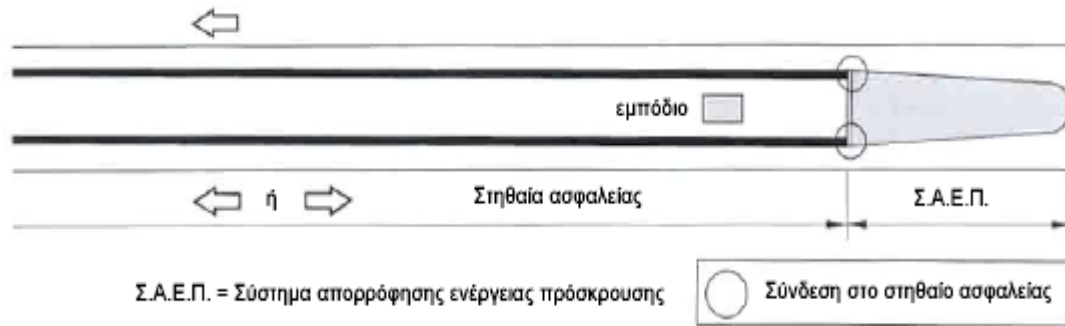 εμπόδιο
ή
Στηθαία ασφαλείας
Σ.Α.Ε.Π.
Σ.Α.Ε.Π. = Σύστημα απορρόφησης ενέργειας πρόσκρουσης
Σύνδεση στο στηθαίο ασφαλείας